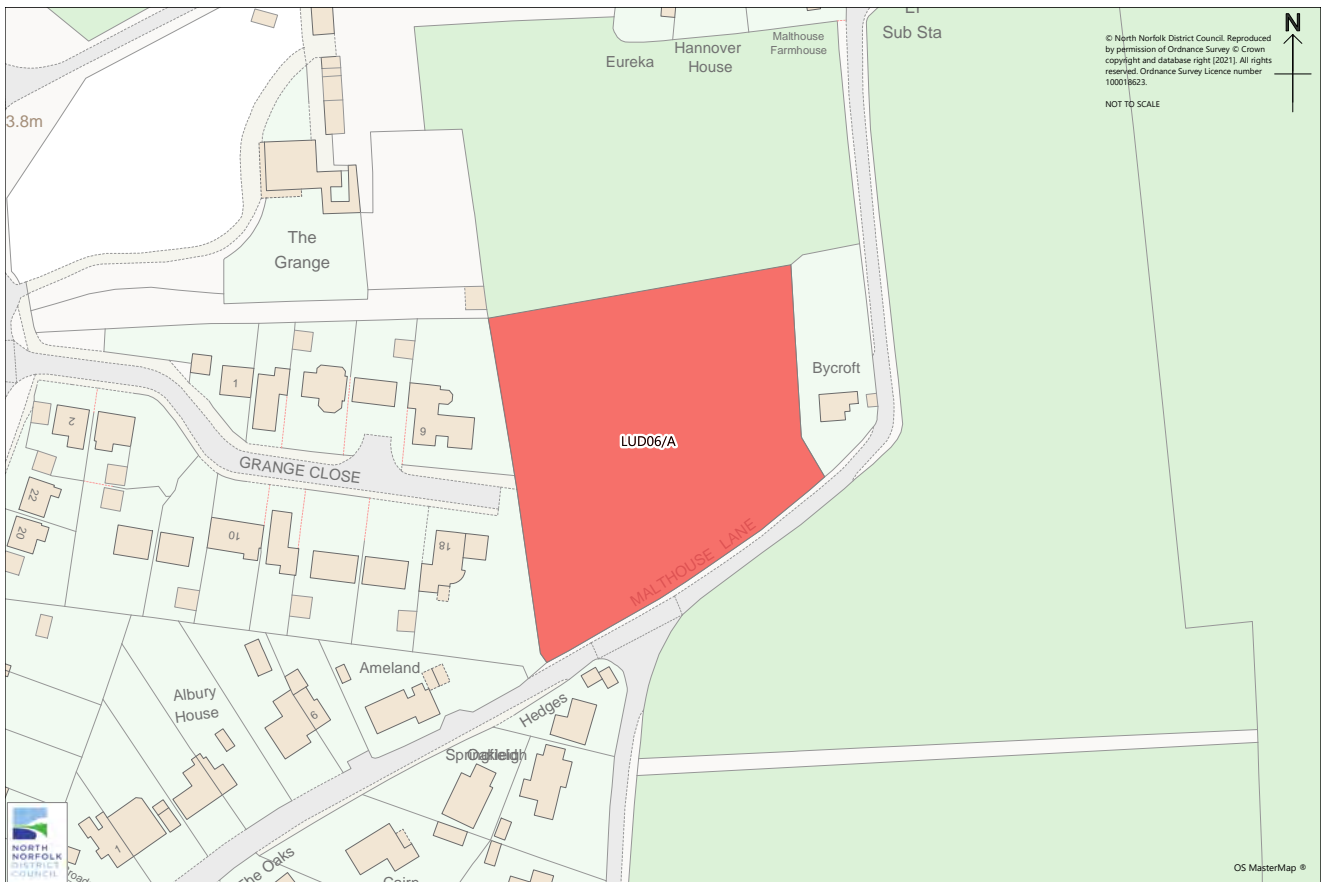 Sub Sta
Malthouse
Farmhouse
Hannover
House
Eureka
N
© North Norfolk District Council. Reproduced
by permission of Ordnance Survey © Crown
copyright and database right [2021]. All rights
reserved. Ordnance Survey Licence number
100018623.
NOT TO SCALE
3.8m
The
Grange
Bycroft
1
2
9
LUD06/A
GRANGE CLOSE
22
20
10
18
MALTHOUSE LANE
Ameland
Albury
House
6
Hedges
Oakleigh
1
The Oaks
NORTH
NORFOLK
DISTRICT
COUNCIL
OS MasterMap ®